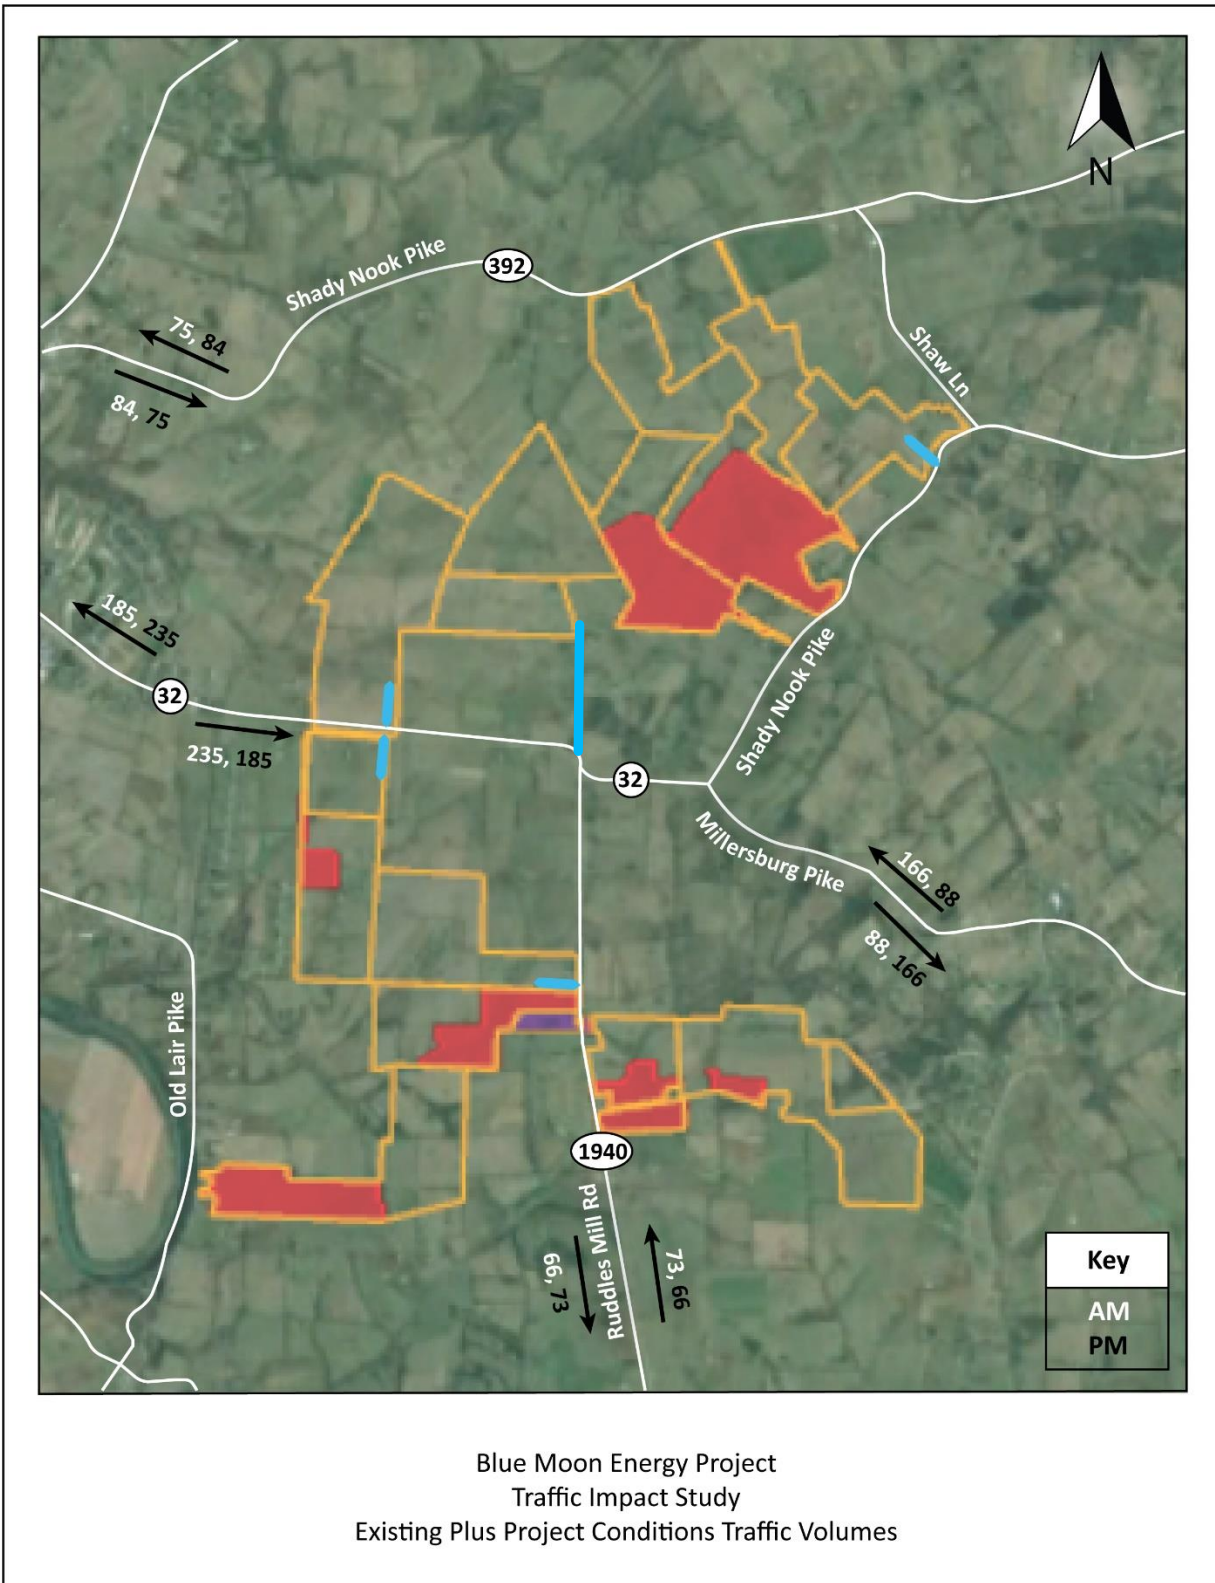 N
Shady Nook Pike
392
Shaw Ln
75, 84
84, 75
185, 235
32
235, 185
Shady Nook Pike
32
Millersburg Pike
166, 88
88, 166
Old Lair Pike
1940
Ruddles Mill Rd
66, 73
73, 66
Key
AM
PM
Blue Moon Energy Project
Traffic Impact Study
Existing Plus Project Conditions Traffic Volumes